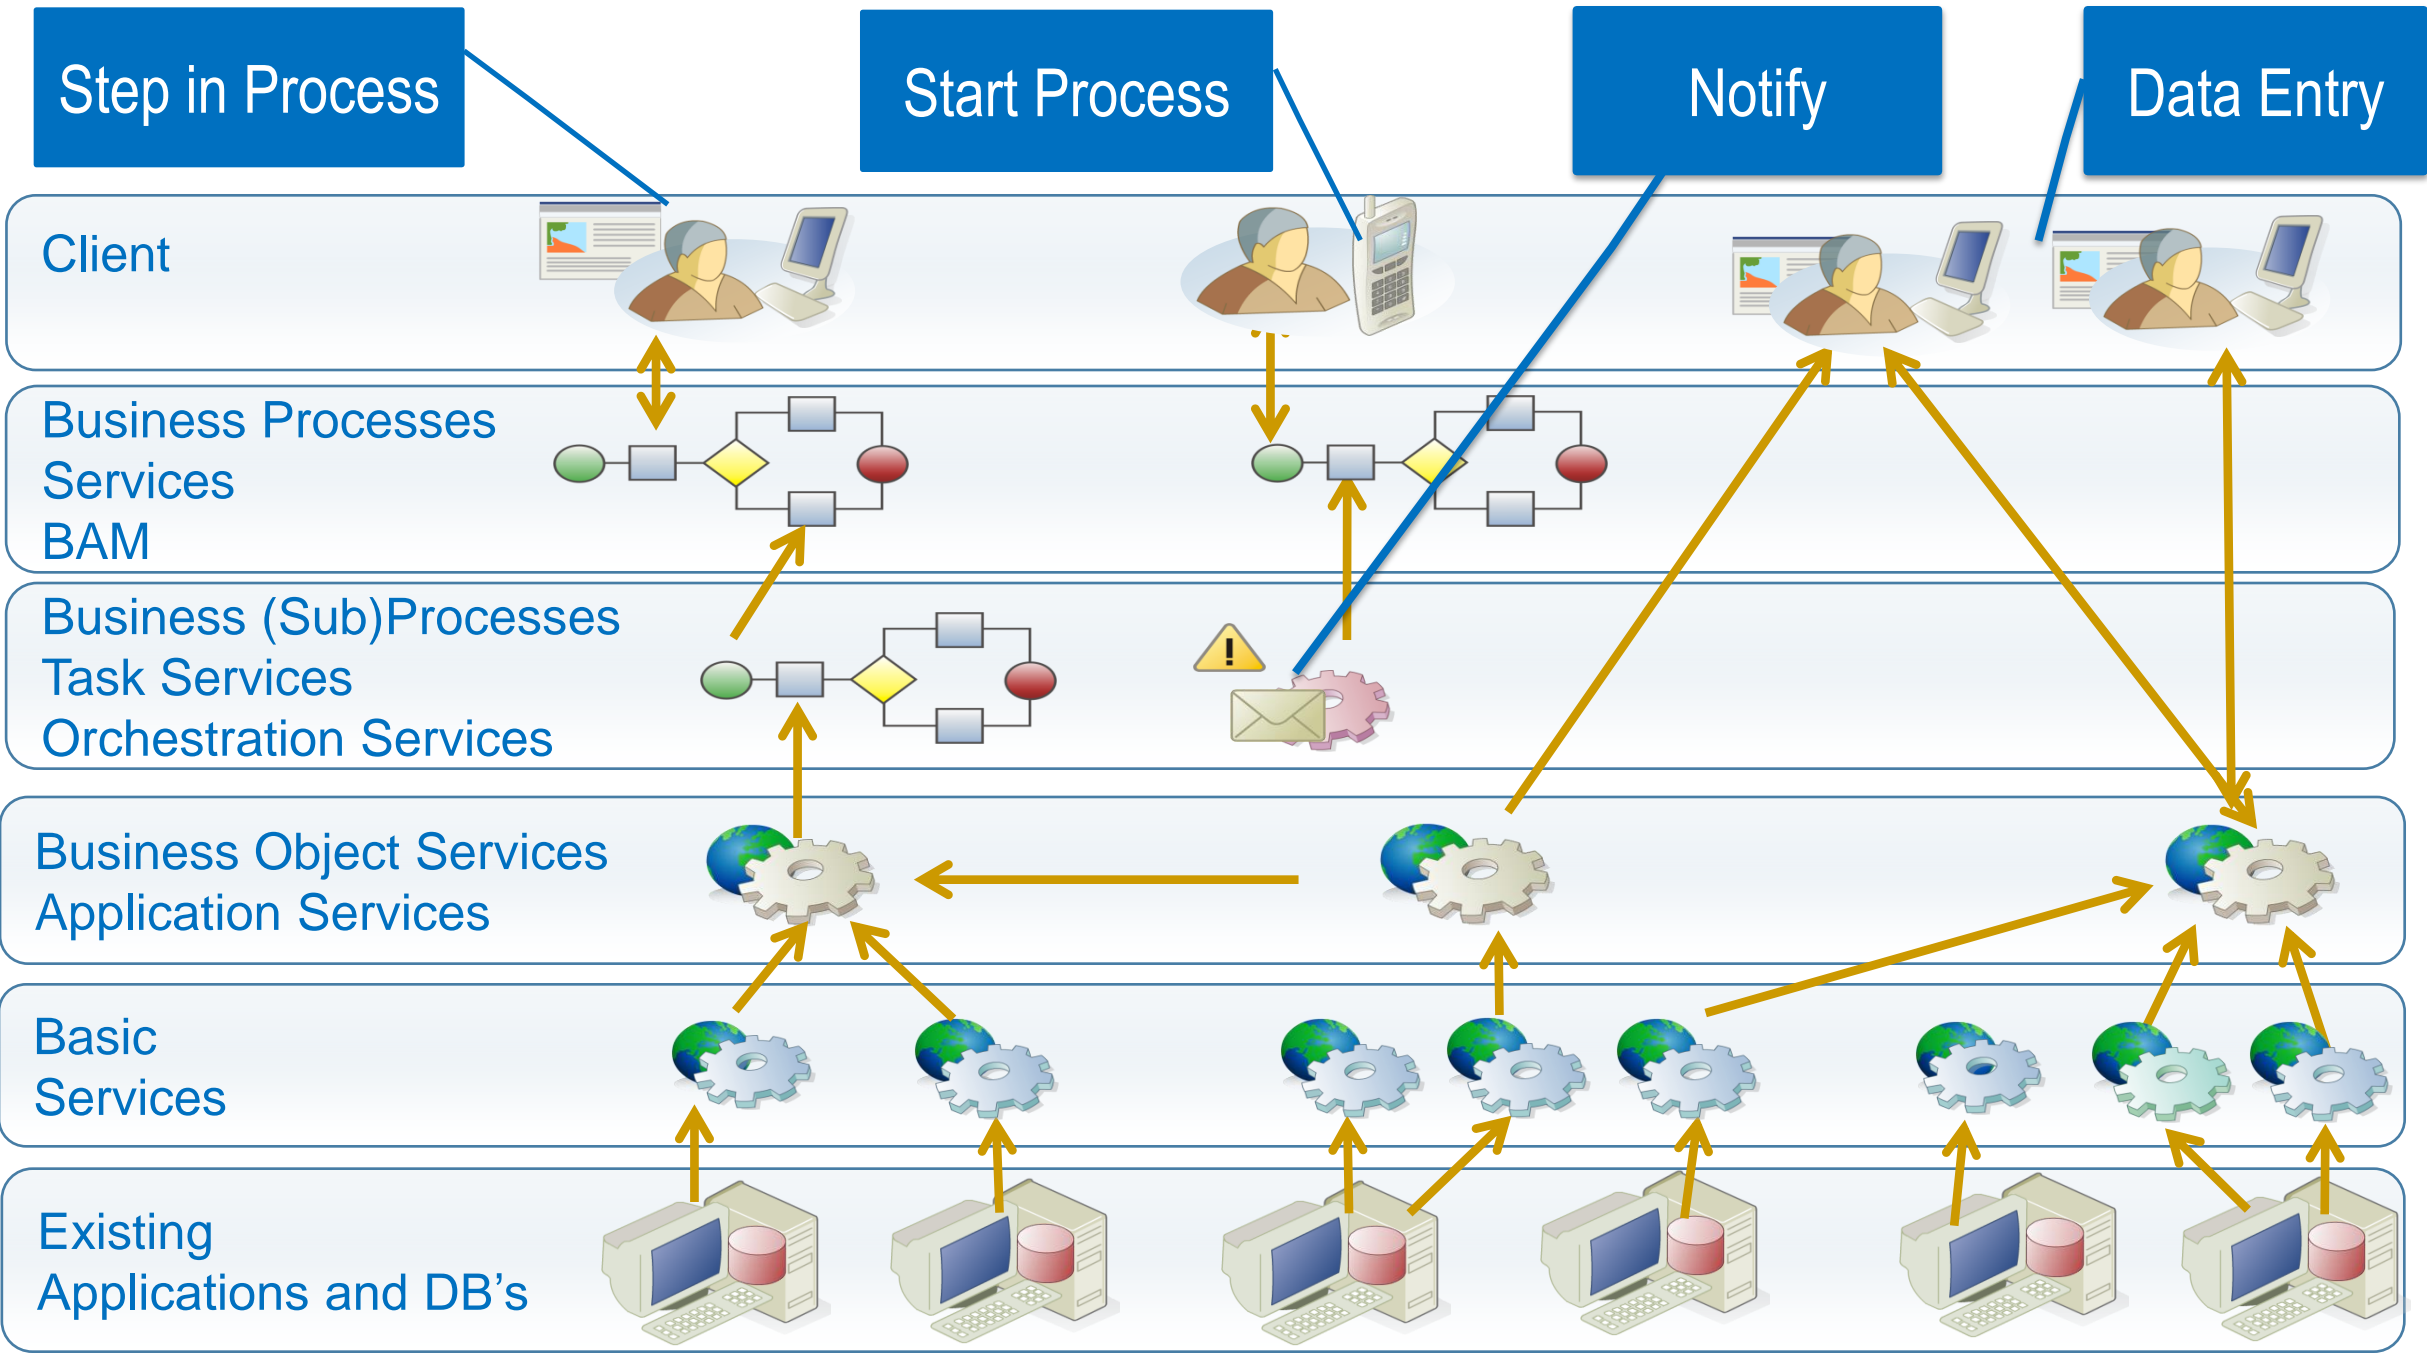 Step in Process
Start Process
Notify
Data Entry
Client
Business Processes
Services
BAM
Business (Sub)Processes
Task Services
Orchestration Services
Business Object Services
Application Services
Basic
Services
Existing
Applications and DB’s